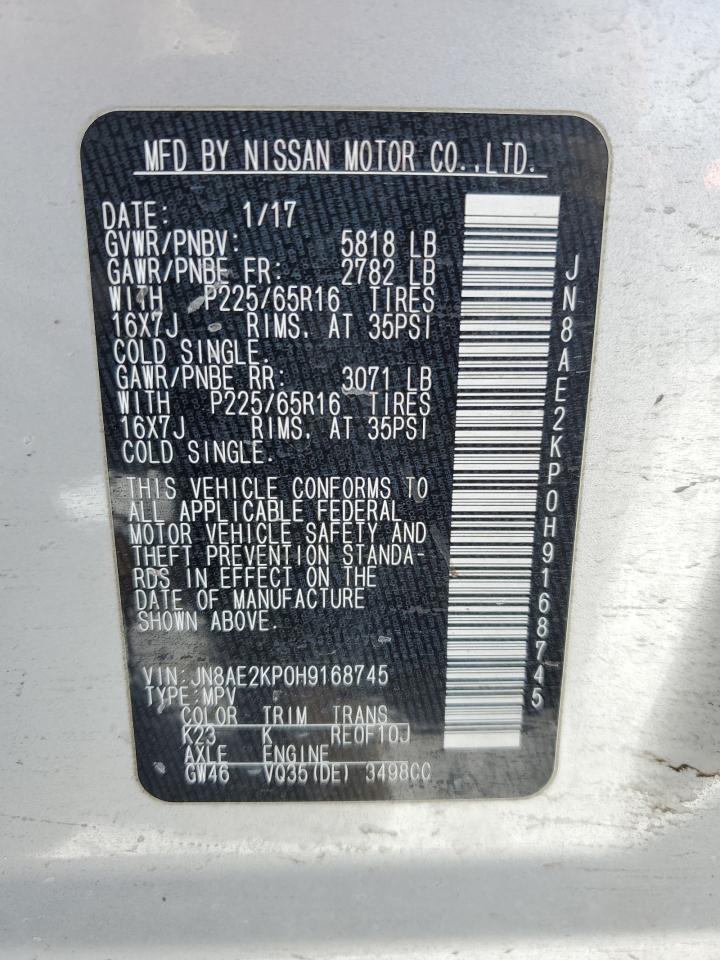 MFD BY NISSAN MOTOR CO.,LTD.
DATE: 1/17
GVWR/PNBV: 5818 LB
GAWR/PNBE FR: 2782 LB
WITH P225/65R16 TIRES
16X7J RIMS. AT 35PSI
COLD SINGLE.
GAWR/PNBE RR: 3071 LB
WITH P225/65R16 TIRES
16X7J RIMS. AT 35PSI
COLD SINGLE.
THIS VEHICLE CONFORMS TO
ALL APPLICABLE FEDERAL
MOTOR VEHICLE SAFETY AND
THEFT PREVENTION STANDA-
RDS IN EFFECT ON THE
DATE OF MANUFACTURE
SHOWN ABOVE.
VIN:JN8AE2KP0H9168745
TYPE:MPV
COLOR TRIM TRANS
K23 K RE0F10J
AXLE ENGINE
GW46 VQ35(DE) 3498CC
JN8AE2KP0H9168745